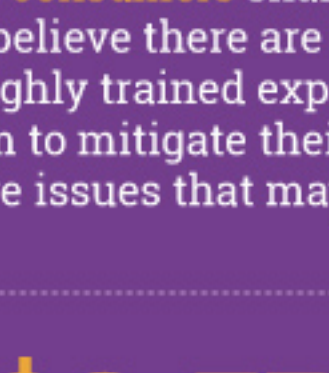 believe there are
ghly trained exp
n to mitigate thei
e issues that ma